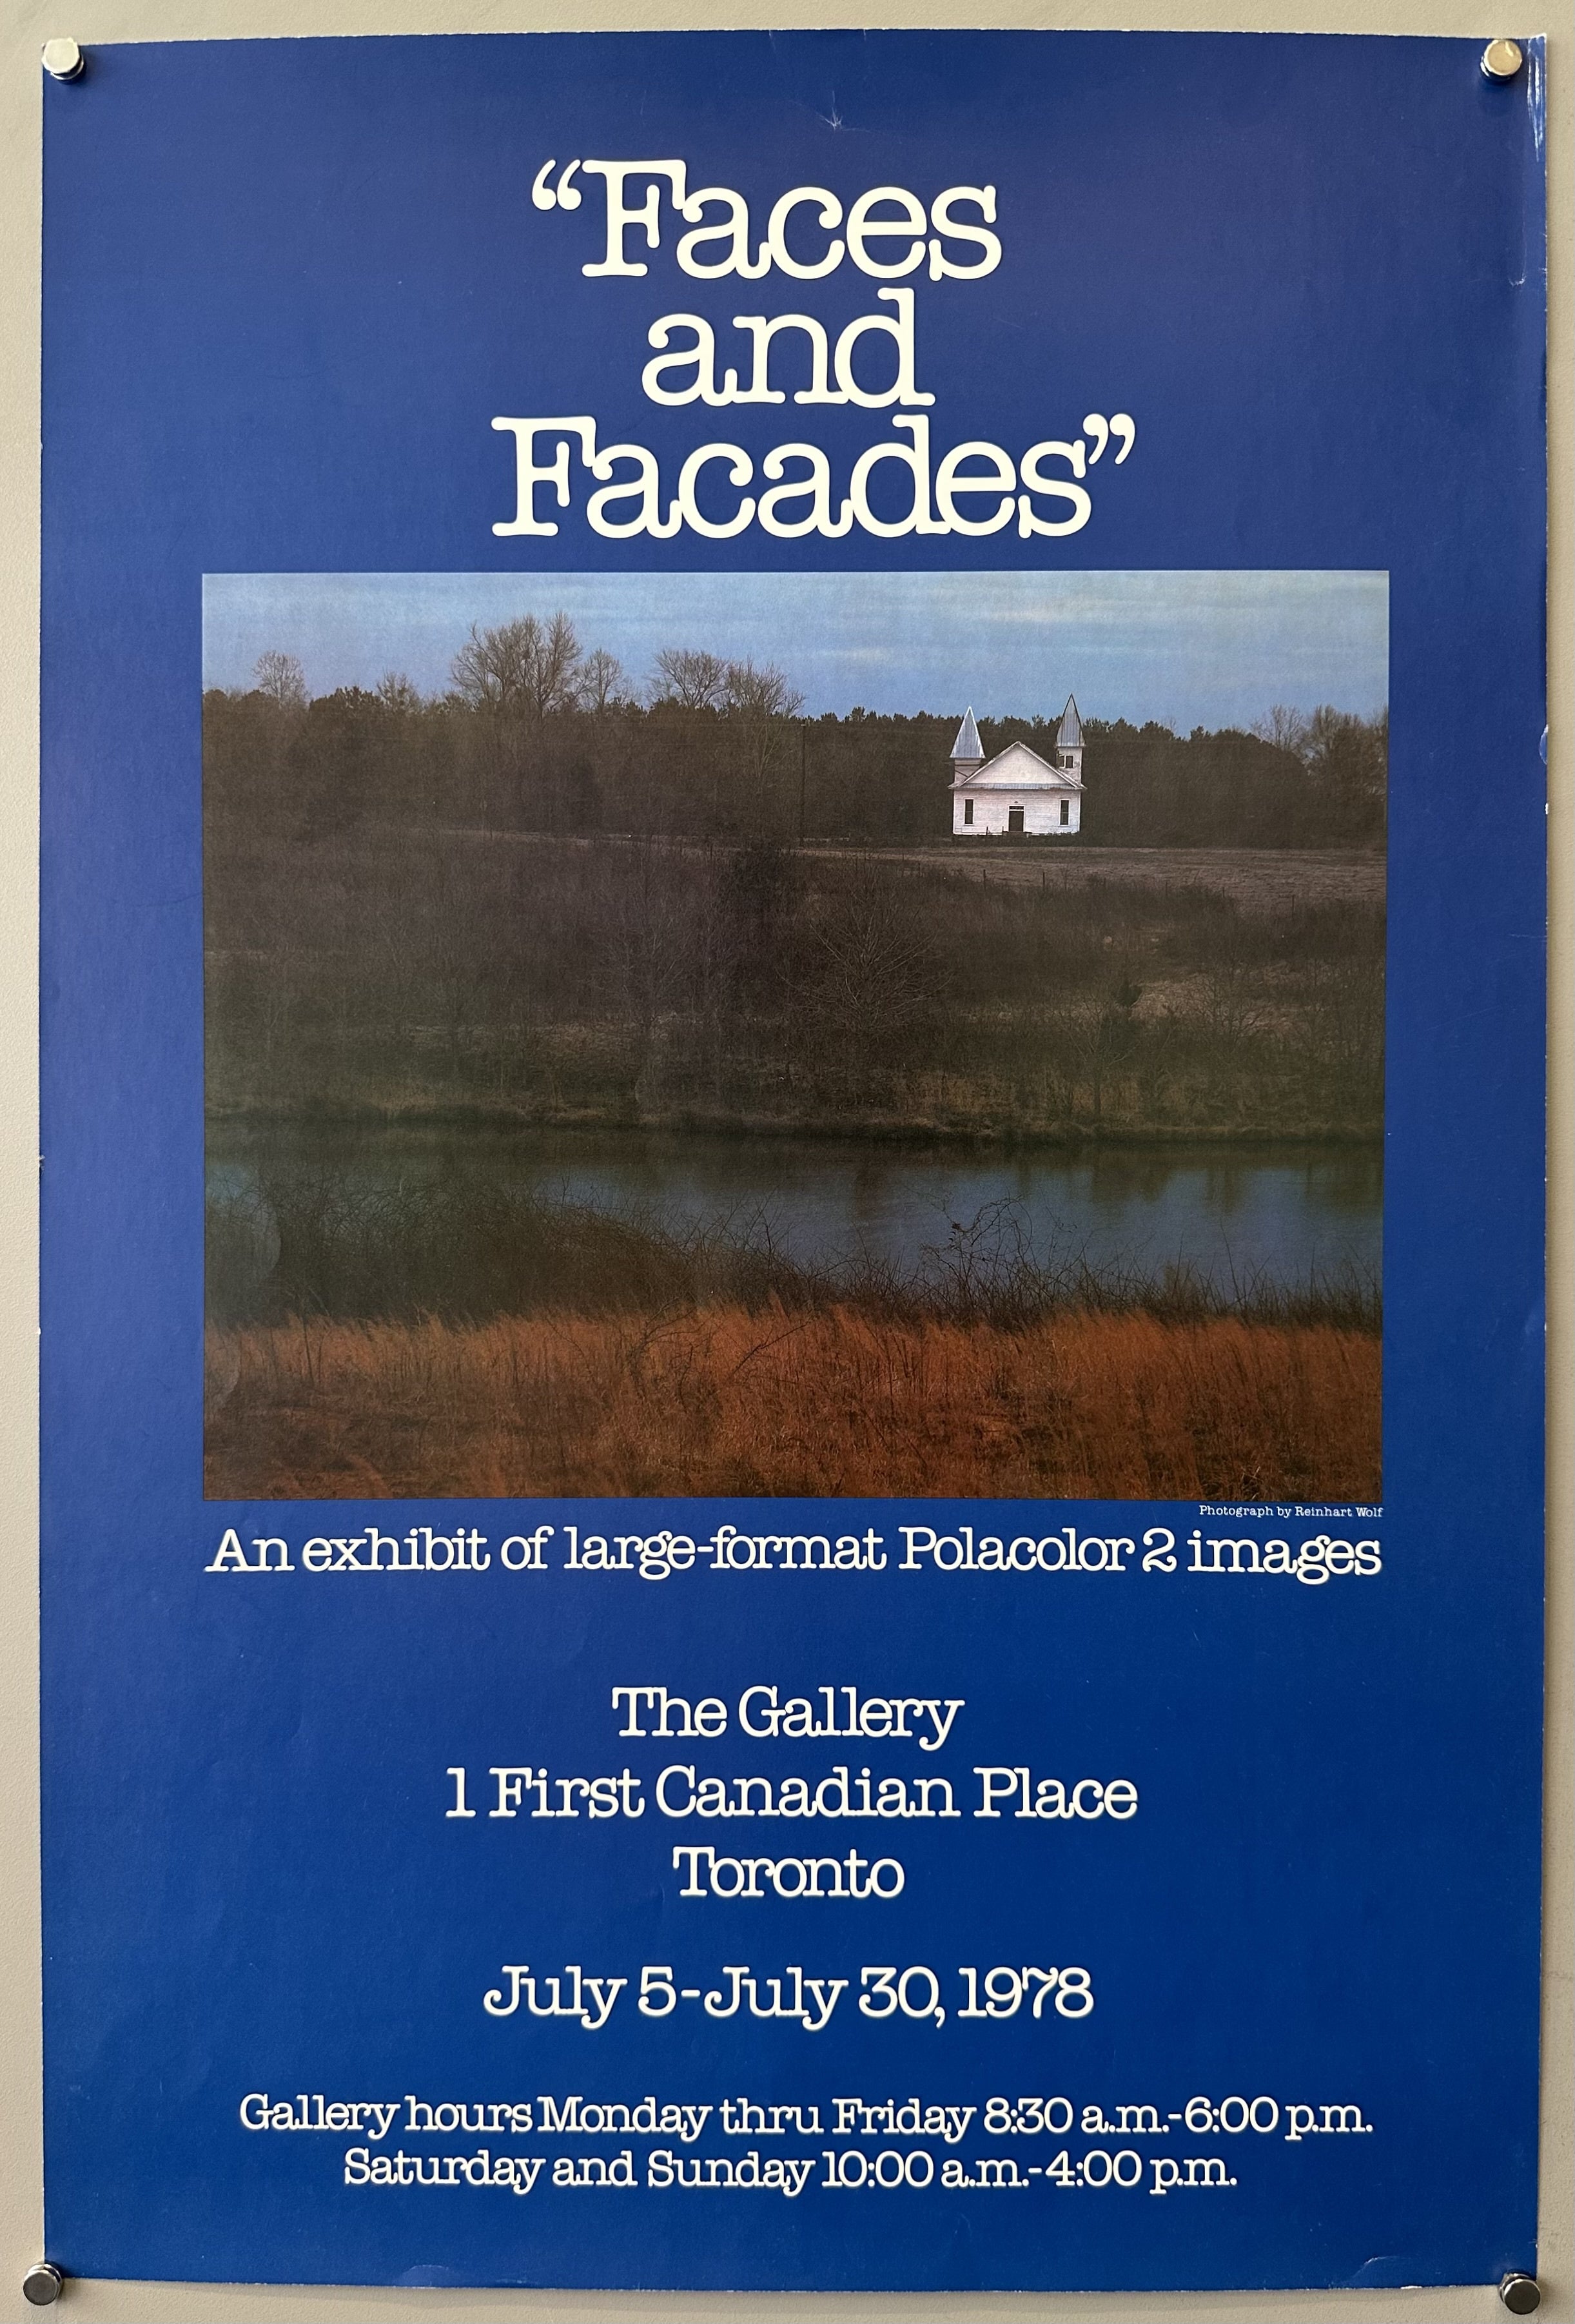 “Faces
and
Facades”
Photograph by Reinhart Wolf
An exhibit of large-format Polacolor 2 images
The Gallery
1 First Canadian Place
Toronto
July 5-July 30, 1978
Gallery hours Monday thru Friday 8:30 a.m.-6:00 p.m.
Saturday and Sunday 10:00 a.m.-4:00 p.m.